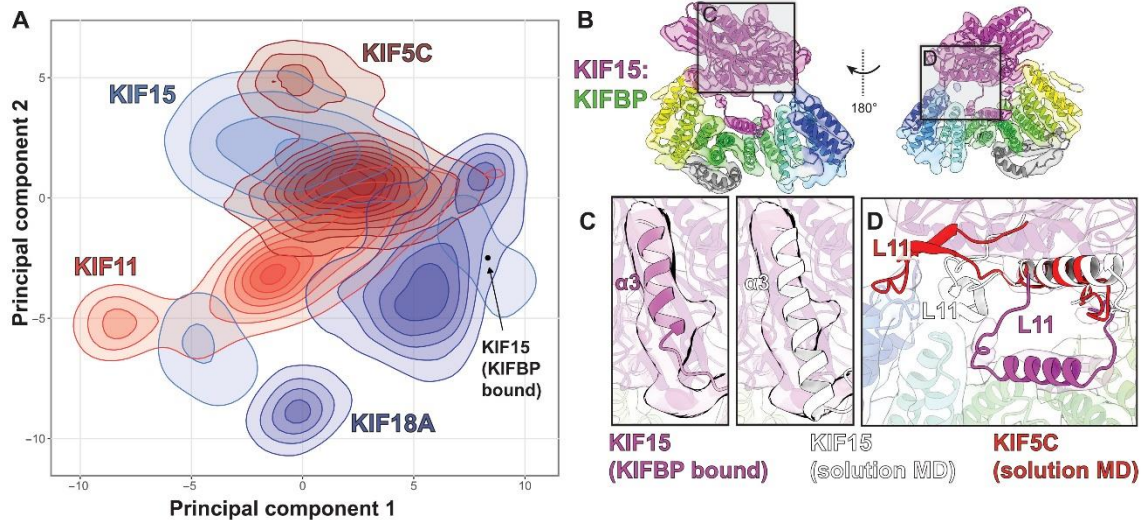 A
KIF5C
KIF15
KIF11
KIF18A
KIF15
(KIFBP
bound)
Principal component 2
5
0
−5
−10
−10
−5
0
5
10
Principal component 1
B
C
D
KIF15:
KIFBP
180°
C
α3
α3
D
L11
L11
L11
KIF15
(KIFBP bound)
KIF15
(solution MD)
KIF5C
(solution MD)